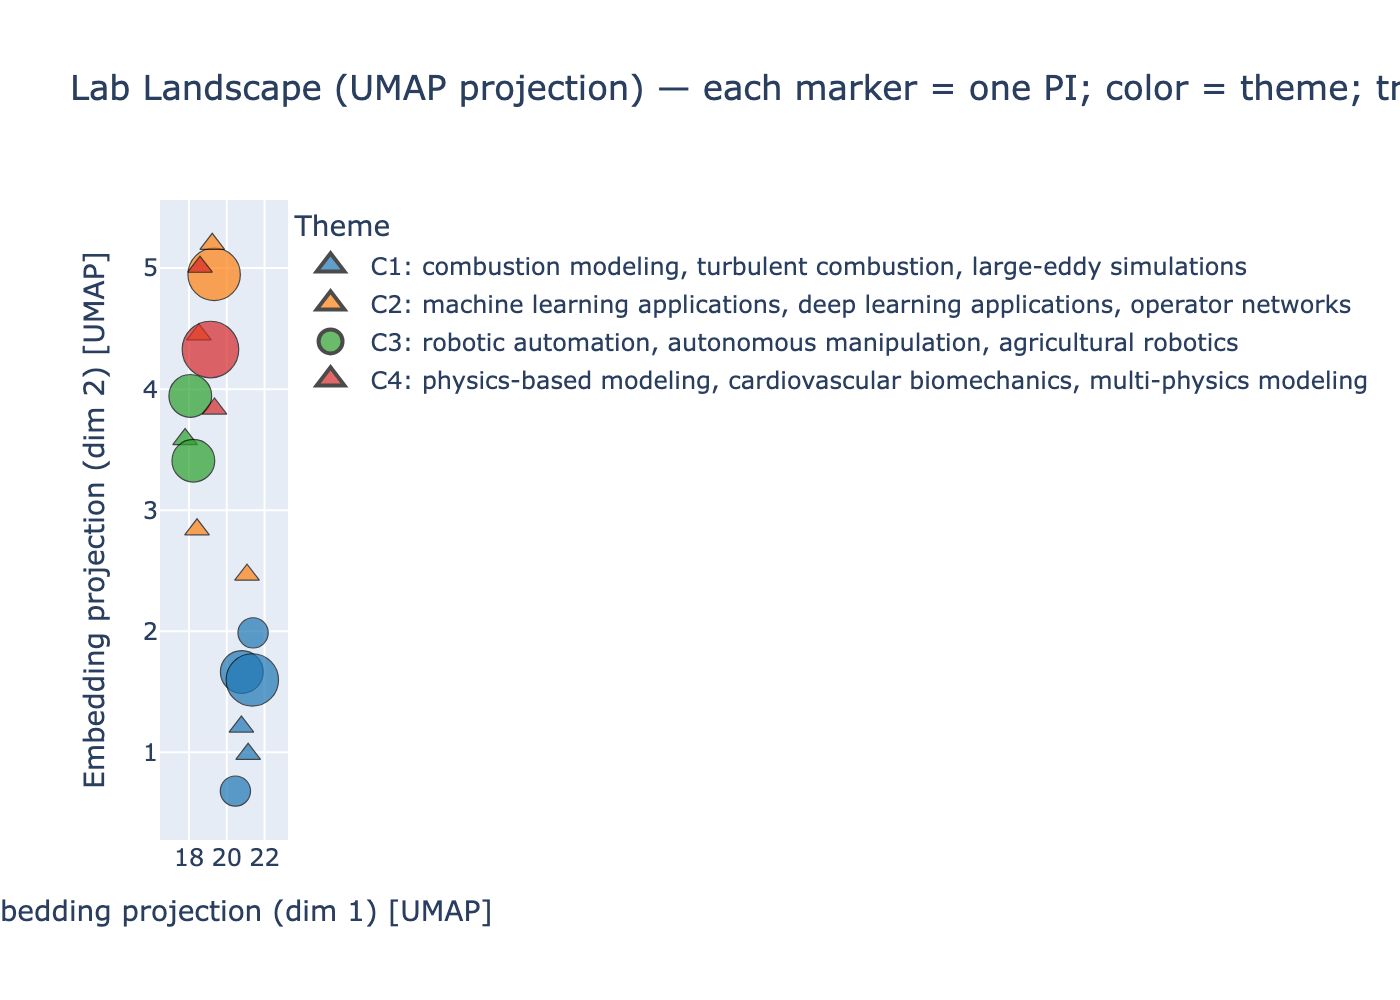 Lab Landscape (UMAP projection) — each marker = one PI; color = theme; tr
Theme
C1: combustion modeling, turbulent combustion, large-eddy simulations
C2: machine learning applications, deep learning applications, operator networks
C3: robotic automation, autonomous manipulation, agricultural robotics
C4: physics-based modeling, cardiovascular biomechanics, multi-physics modeling
Embedding projection (dim 2) [UMAP]
5
4
3
2
1
18 20 22
bedding projection (dim 1) [UMAP]